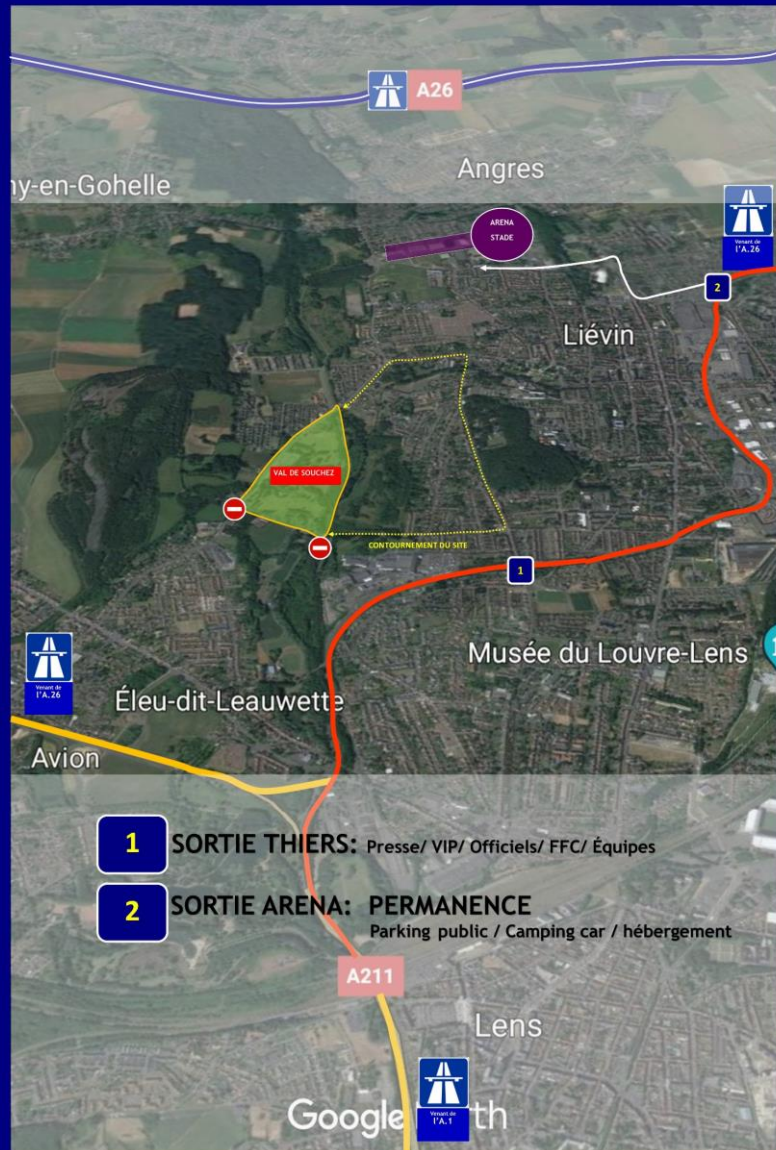 A26
Angres
ny-en-Gohelle
ARENA
STADE
Venant de
l'A.26
2
Liévin
VAL DE SOUCHEZ
CONTOURNEMENT DU SITE
1
Musée du Louvre-Lens
Venant de
l'A.26
Éleu-dit-Leauwette
Avion
1 SORTIE THIERS: Presse/ VIP/ Officiels/ FFC/ Équipes
2 SORTIE ARENA: PERMANENCE
Parking public / Camping car / hébergement
A211
Lens
Google
rth
Venant de
l'A.1